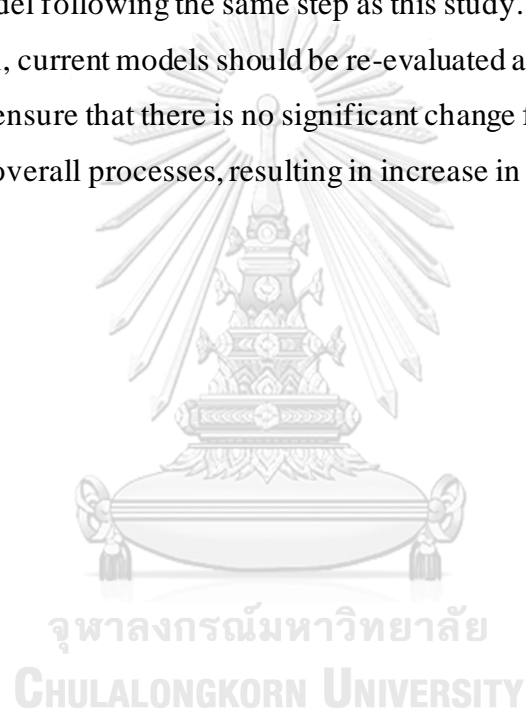 del following the same step as this study.
, current models should be re-evaluated a
ensure that there is no significant change f
overall processes, resulting in increase in
จุฬาลงกรณ์มหาวิทยาลัย
CHULALONGKORN UNIVERSITY